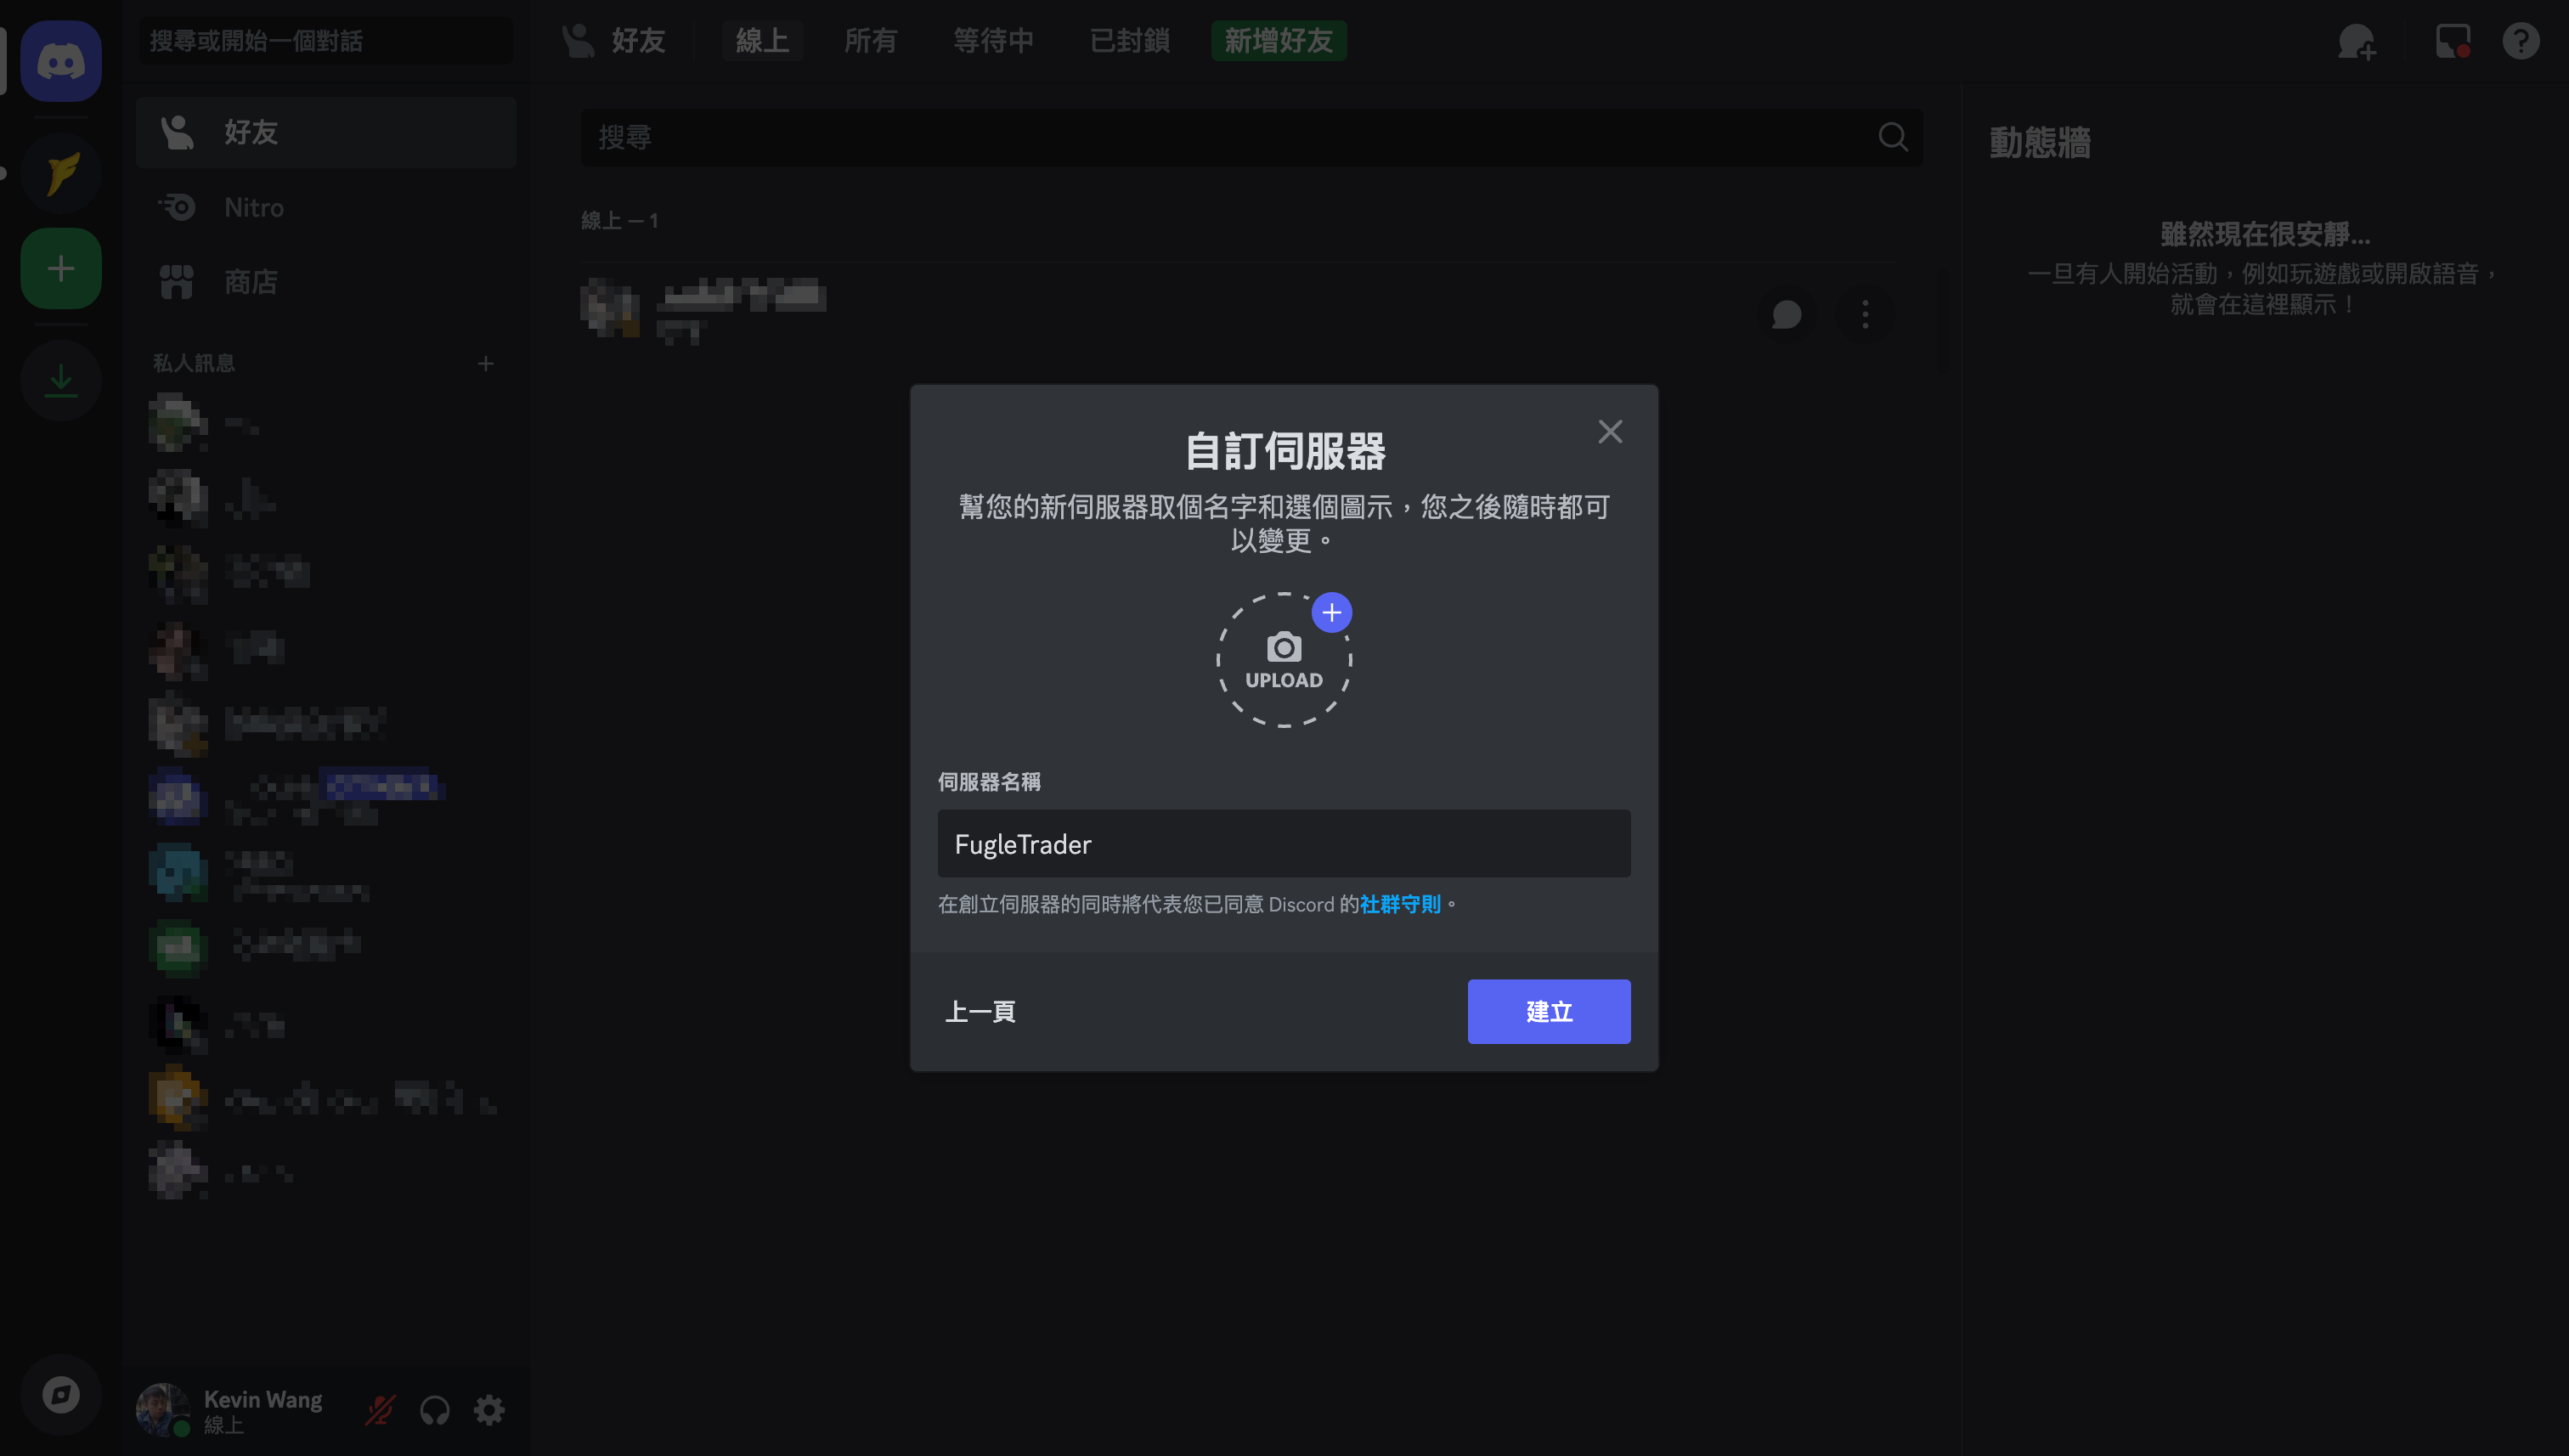 搜尋或開始一個對話
好友
線上
所有
等待中
已封鎖
新增好友
好友
Nitro
商店
私人訊息
搜尋
線上 — 1
動態牆
雖然現在很安靜...
一旦有人開始活動，例如玩遊戲或開啟語音，
就會在這裡顯示！
自訂伺服器
幫您的新伺服器取個名字和選個圖示，您之後隨時都可
以變更。
UPLOAD
伺服器名稱
FugleTrader
在創立伺服器的同時將代表您已同意 Discord 的社群守則。
上一頁
建立
Kevin Wang
線上